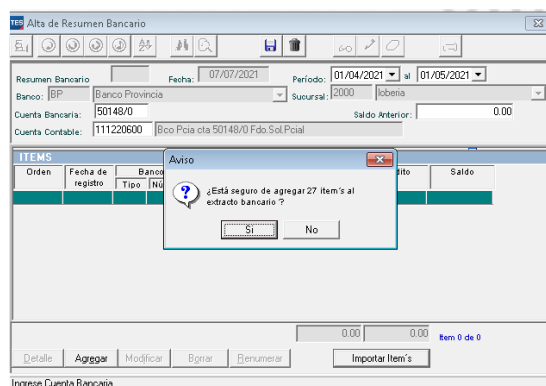 TES Alta de Resumen Bancario
Resumen Bancario Fecha: 07/07/2021 Período: 01/04/2021 al 01/05/2021
Banco: BP Banco Provincia Sucursal: 2000 loberia
Cuenta Bancaria: 50148/0 Saldo Anterior: 0.00
Cuenta Contable: 111220600 Bco Pcia cta 50148/0 Fdo.Sol.Pcial
ITEMS
Orden Fecha de registro Banco Tipo Saldo
Aviso
¿Está seguro de agregar 27 item's al
extracto bancario ?
Si No
0.00 0.00 Item 0 de 0
Detalle Agregar Modificar Borrar Renumerar Importar Item's
Ingrese Cuenta Bancaria